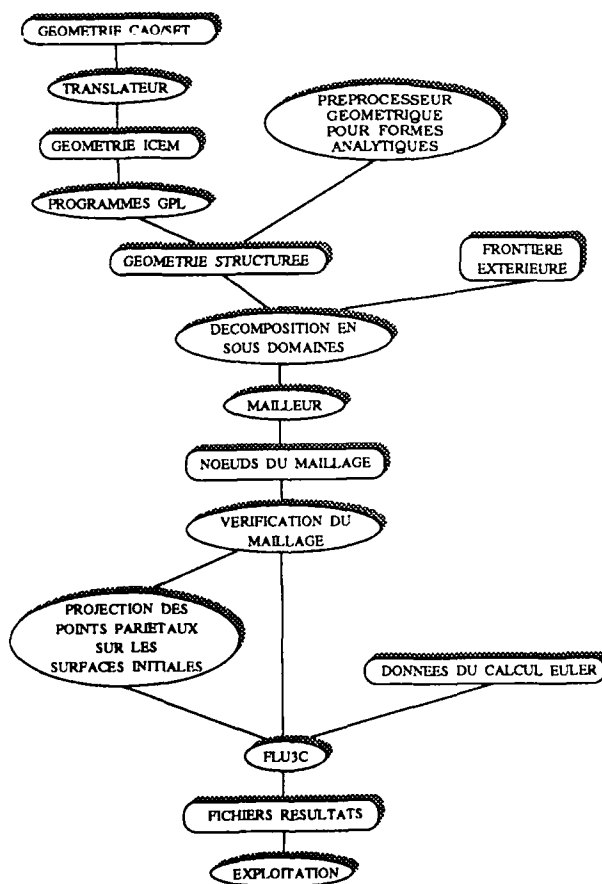 GEOMETRIE CAO/SET
TRANSLATEUR
GEOMETRIE ICEM
PROGRAMMES GPL
PREPROCESSEUR
GEOMETRIQUE
POUR FORMES
ANALYTIQUES
GEOMETRIE STRUCTUREE
FRONTIERE
EXTERIEURE
DECOMPOSITION EN
SOUS DOMAINES
MAILLEUR
NOEUDS DU MAILLAGE
VERIFICATION DU
MAILLAGE
PROJECTION DES
POINTS PARIETAUX
SUR LES
SURFACES INITIALES
DONNEES DU CALCUL EULER
FLU3C
FICHIERS RESULTATS
EXPLOITATION